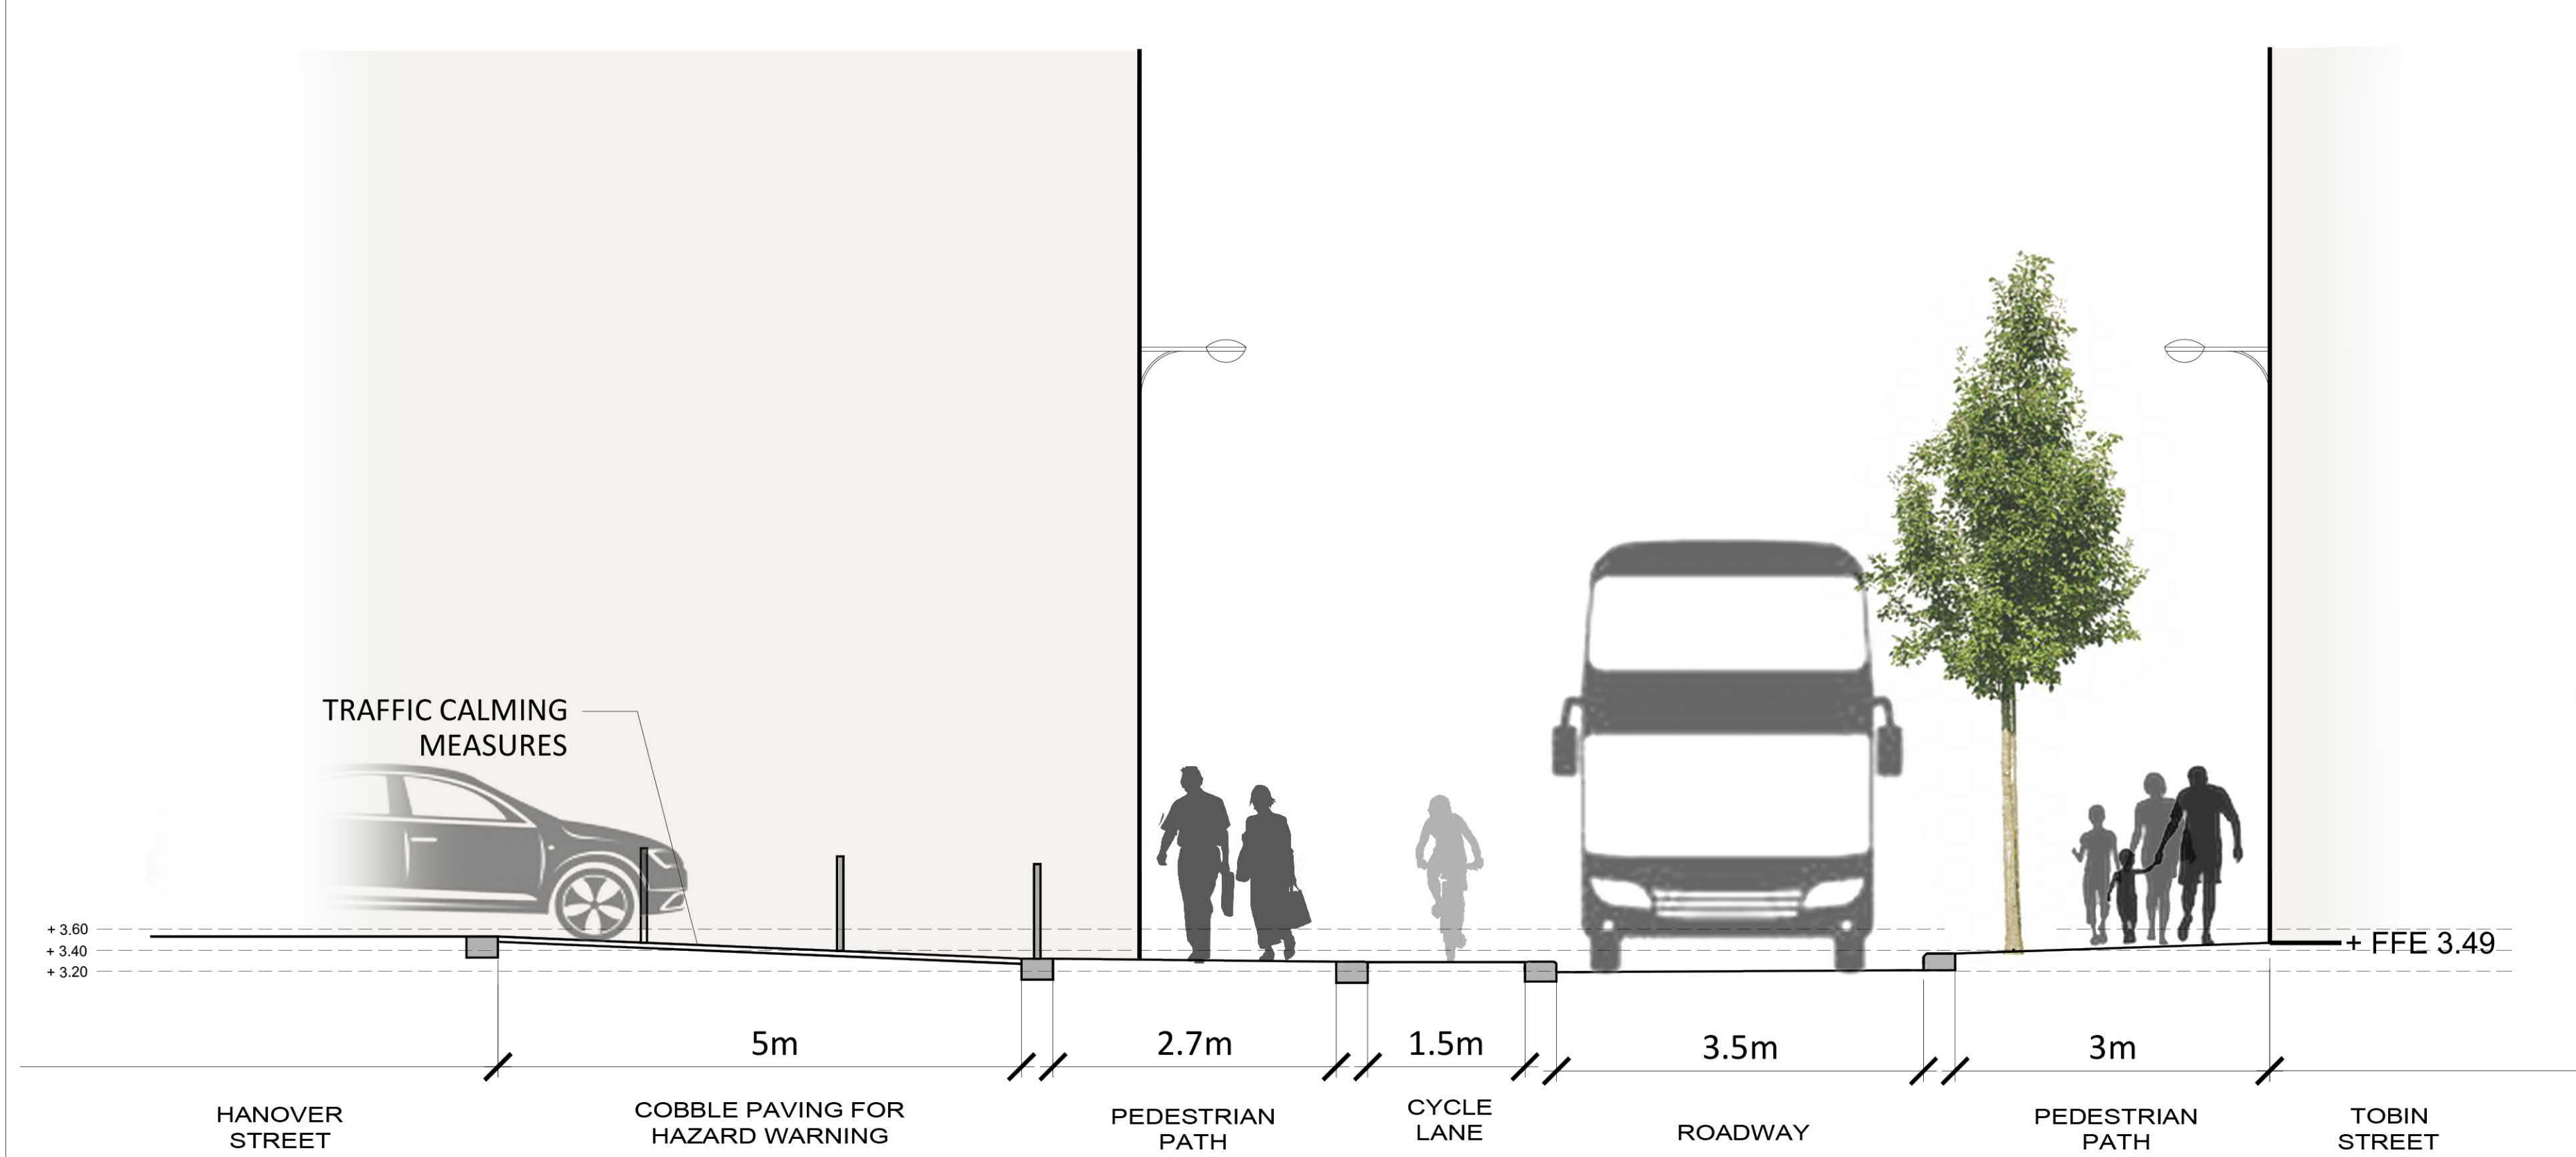 TRAFFIC CALMING
MEASURES
+ 3.60
+ 3.40
+ 3.20
+ FFE 3.49
5m
2.7m
1.5m
3.5m
3m
HANOVER
STREET
COBBLE PAVING FOR
HAZARD WARNING
PEDESTRIAN
PATH
CYCLE
LANE
ROADWAY
PEDESTRIAN
PATH
TOBIN
STREET